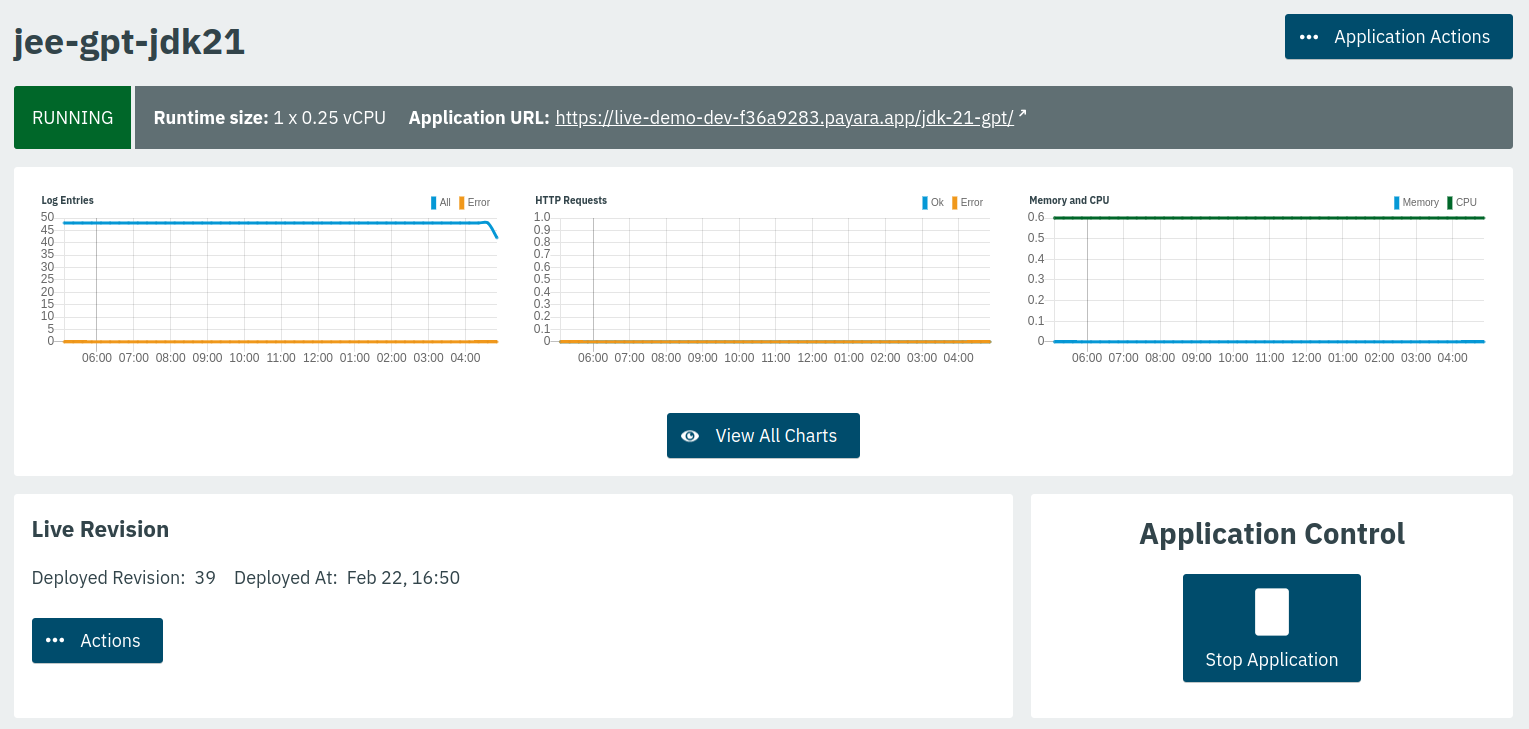 jee-gpt-jdk21
••• Application Actions
RUNNING
Runtime size: 1 x 0.25 vCPU Application URL: https://live-demo-dev-f36a9283.payara.app/jdk-21-gpt/
Log Entries
All Error
50
45
40
35
30
25
20
15
10
5
0
06:00 07:00 08:00 09:00 10:00 11:00 12:00 01:00 02:00 03:00 04:00
HTTP Requests
Ok Error
1.0
0.9
0.8
0.7
0.6
0.5
0.4
0.3
0.2
0.1
0
06:00 07:00 08:00 09:00 10:00 11:00 12:00 01:00 02:00 03:00 04:00
Memory and CPU
Memory CPU
0.6
0.5
0.4
0.3
0.2
0.1
0
06:00 07:00 08:00 09:00 10:00 11:00 12:00 01:00 02:00 03:00 04:00
View All Charts
Live Revision
Deployed Revision: 39 Deployed At: Feb 22, 16:50
••• Actions
Application Control
Stop Application